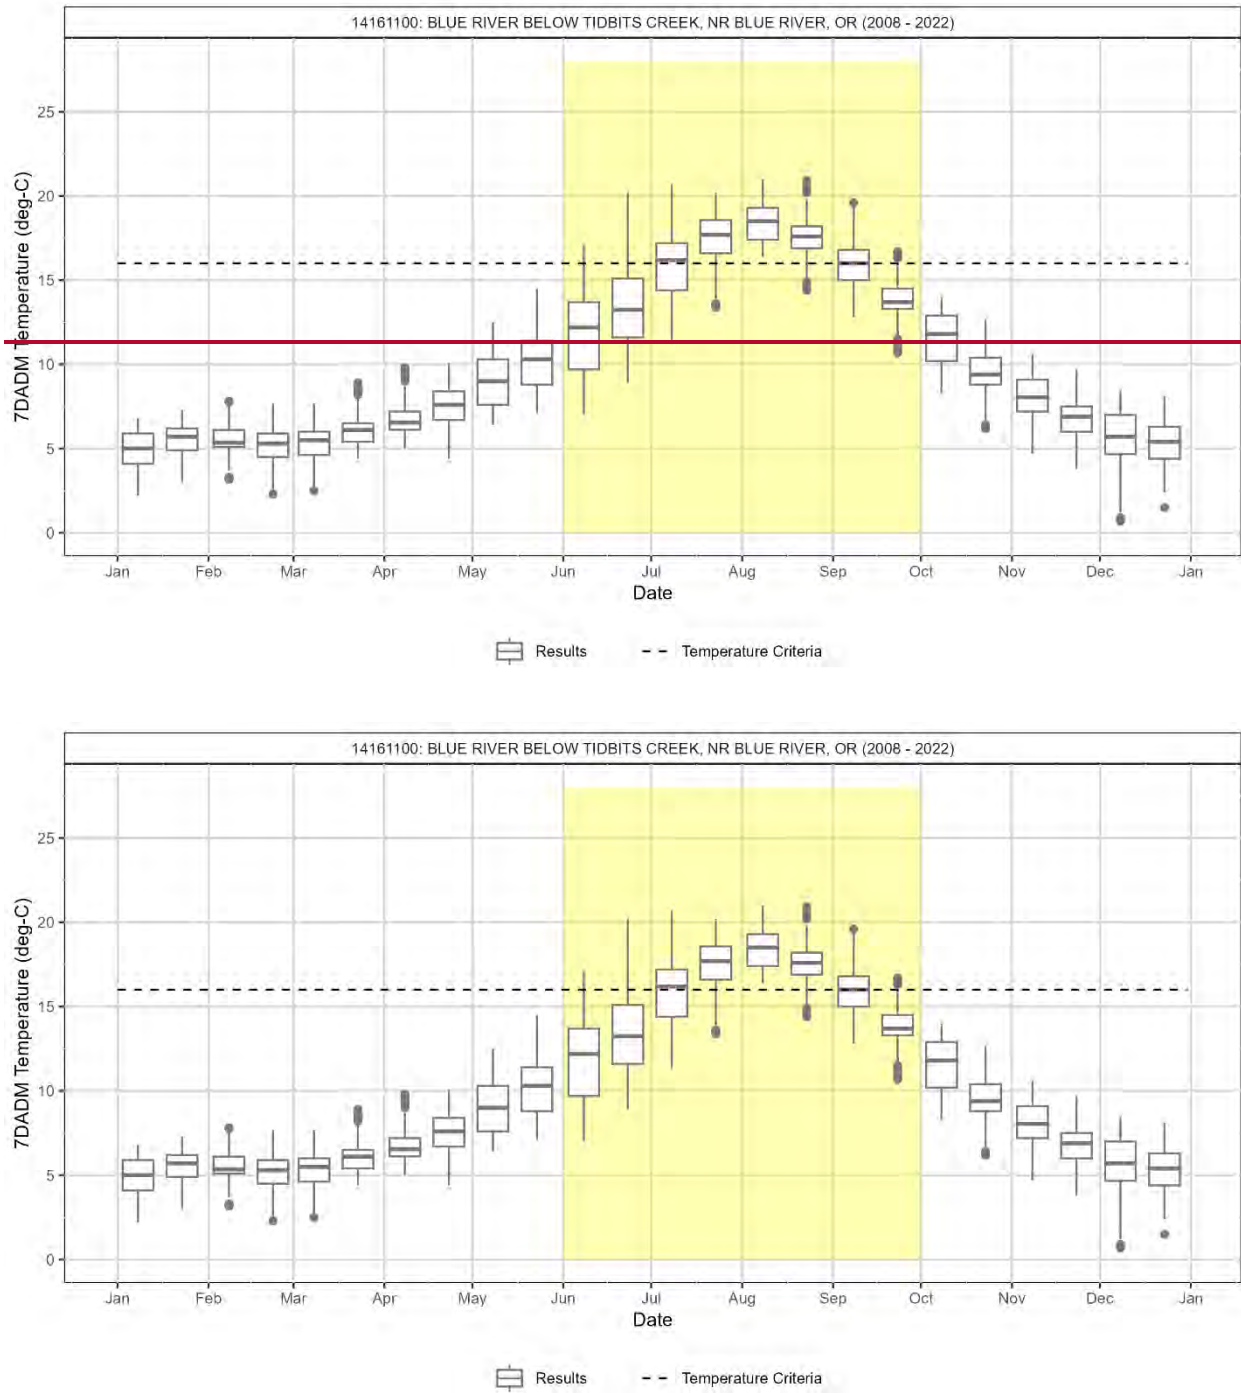 14161100: BLUE RIVER BELOW TIDBITS CREEK, NR BLUE RIVER, OR (2008 - 2022)
7DADM Temperature (deg-C)
25
20
15
10
5
0
Jan Feb Mar Apr May Jun Jul Aug Sep Oct Nov Dec Jan
Date
Results Temperature Criteria
14161100: BLUE RIVER BELOW TIDBITS CREEK, NR BLUE RIVER, OR (2008 - 2022)
7DADM Temperature (deg-C)
25
20
15
10
5
0
Jan Feb Mar Apr May Jun Jul Aug Sep Oct Nov Dec Jan
Date
Results Temperature Criteria